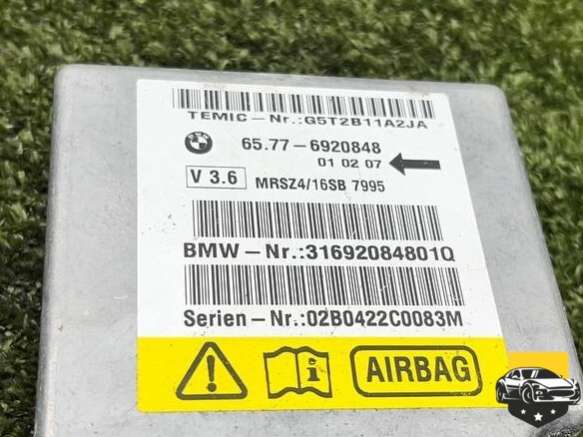 TEMIC-Nr.:G5T2B11A2JA
65.77-6920848
01 02 07
V 3.6 MRSZ4/16SB 7995
BMW-Nr.:31692084801Q
Serien-Nr.:02B0422C0083M
AIRBAG